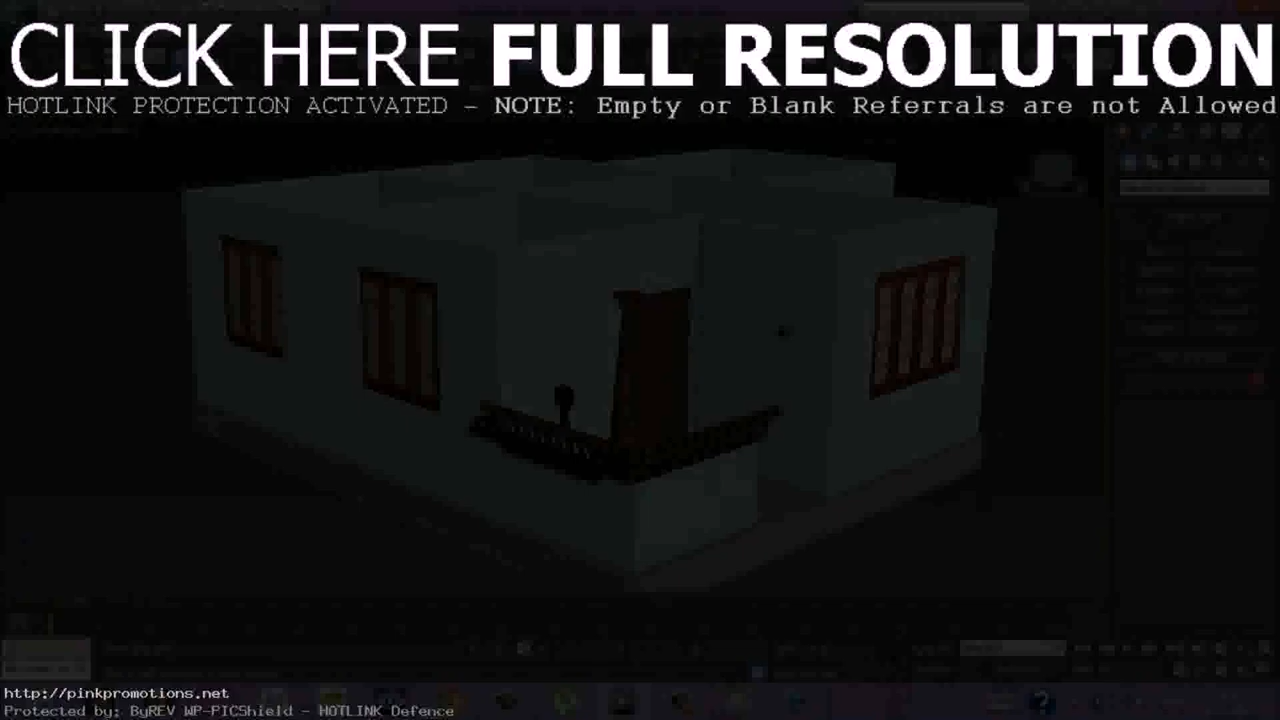 CLICK HERE FULL RESOLUTION
HOTLINK PROTECTION ACTIVATED - NOTE: Empty or Blank Referrals are not Allowed
http://pinkpromotions.net
Protected by: ByREV WP-PICShield - HOTLINK Defence